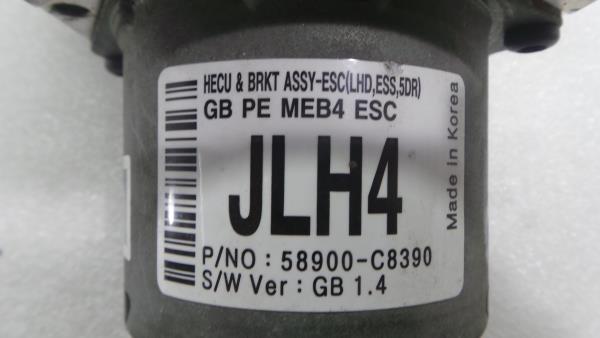 HECU & BRKT ASSY-ESC(LHD,ESS,5DR)
GB PE MEB4 ESC
JLH4
P/NO : 58900-C8390
S/W Ver : GB 1.4
Made in Korea